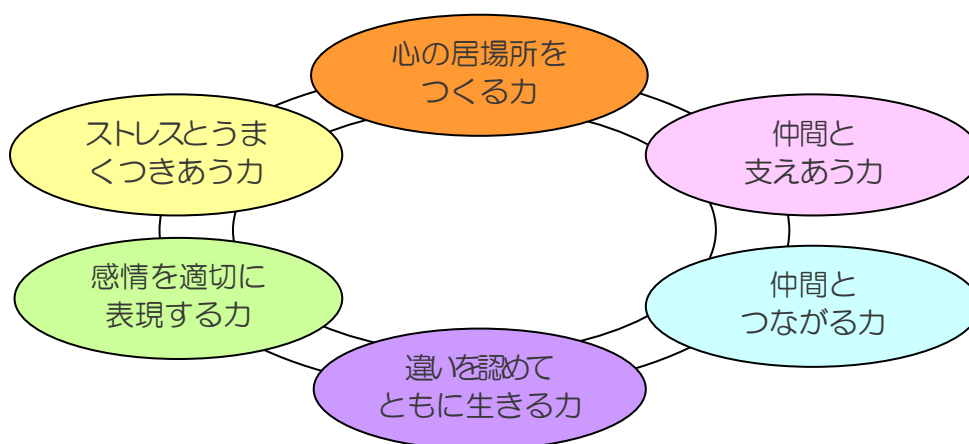 心の居場所を
つくる力
ストレスとうま
くつきあう力
仲間と
支えあう力
感情を適切に
表現する力
仲間と
つながる力
違いを認めて
ともに生きる力